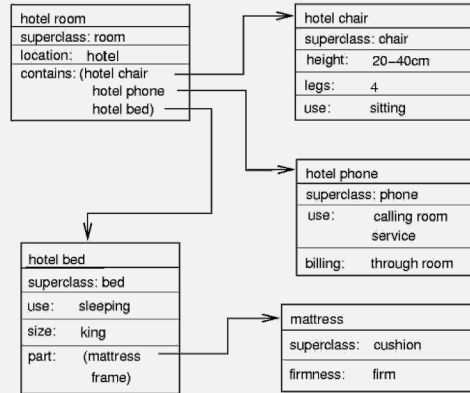 hotel room
superclass: room
location: hotel
contains: (hotel chair
hotel phone
hotel bed)
hotel chair
superclass: chair
height: 20–40cm
legs: 4
use: sitting
hotel phone
superclass: phone
use: calling room
service
billing: through room
hotel bed
superclass: bed
use: sleeping
size: king
part: (mattress
frame)
mattress
superclass: cushion
firmness: firm